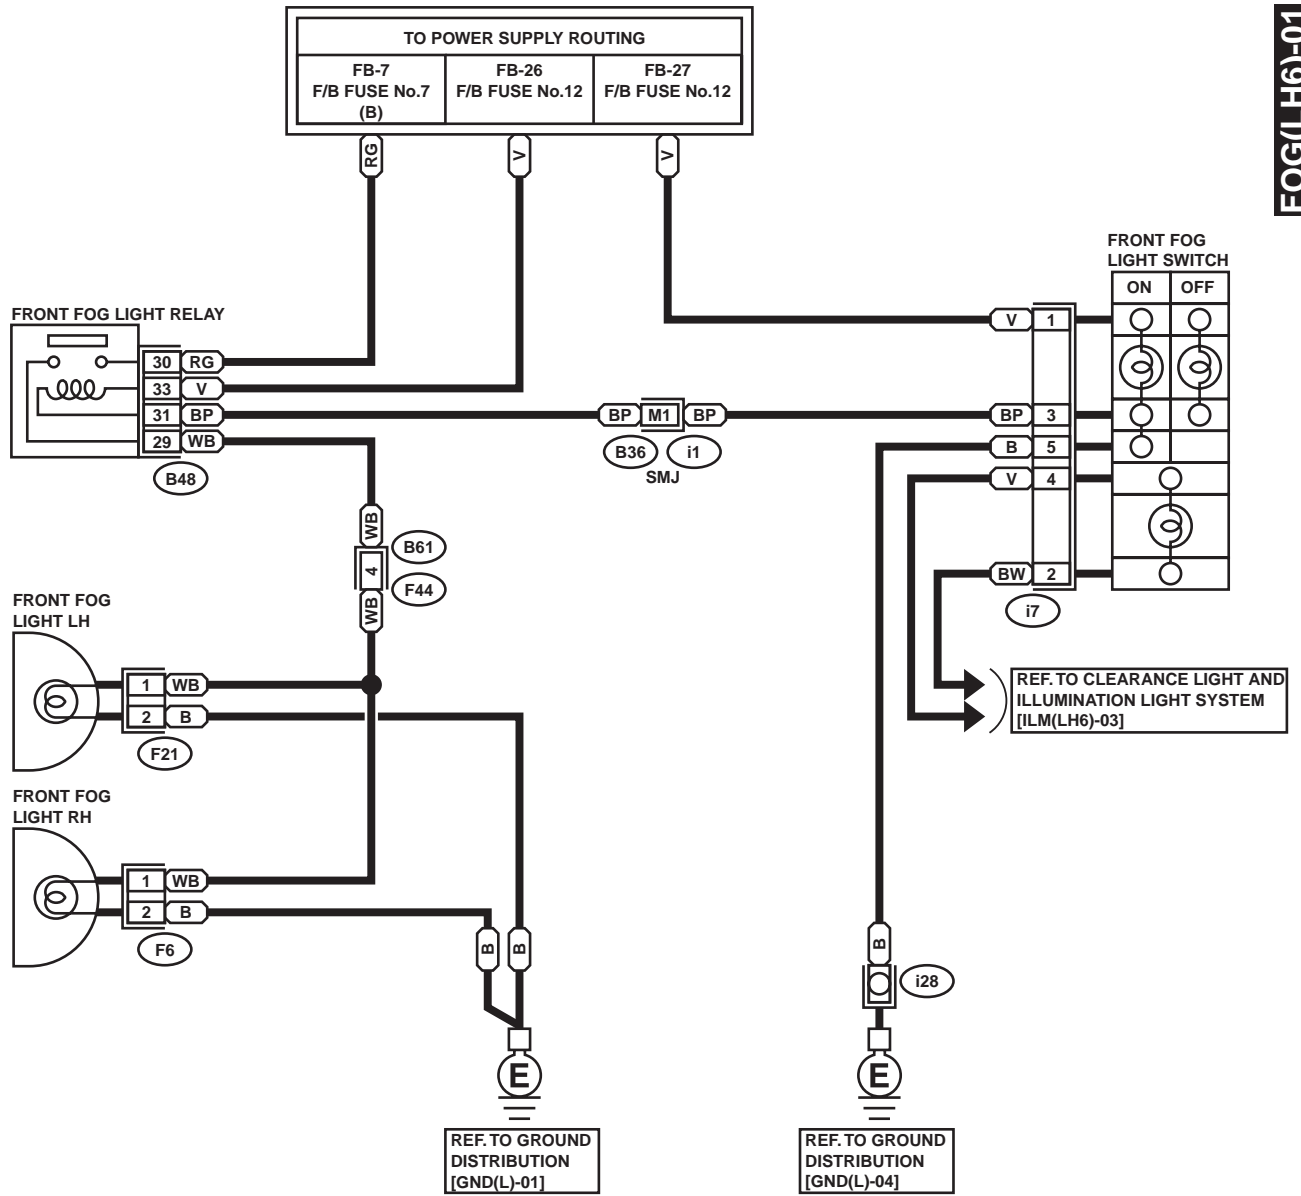 FOG(LH6)-01
TO POWER SUPPLY ROUTING
FB-7
F/B FUSE No.7
(B)
FB-26
F/B FUSE No.12
FB-27
F/B FUSE No.12
RG
V
V
FRONT FOG
LIGHT SWITCH
ON OFF
FRONT FOG LIGHT RELAY
30 RG
33 V
31 BP
29 WB
B48
BP M1 BP
B36 i1
SMJ
V 1
BP 3
B 5
V 4
BW 2
i7
WB
4
WB
B61
F44
FRONT FOG
LIGHT LH
1 WB
2 B
F21
REF. TO CLEARANCE LIGHT AND
ILLUMINATION LIGHT SYSTEM
[ILM(LH6)-03]
FRONT FOG
LIGHT RH
1 WB
2 B
F6
B
B
B
i28
E
E
REF. TO GROUND
DISTRIBUTION
[GND(L)-01]
REF. TO GROUND
DISTRIBUTION
[GND(L)-04]